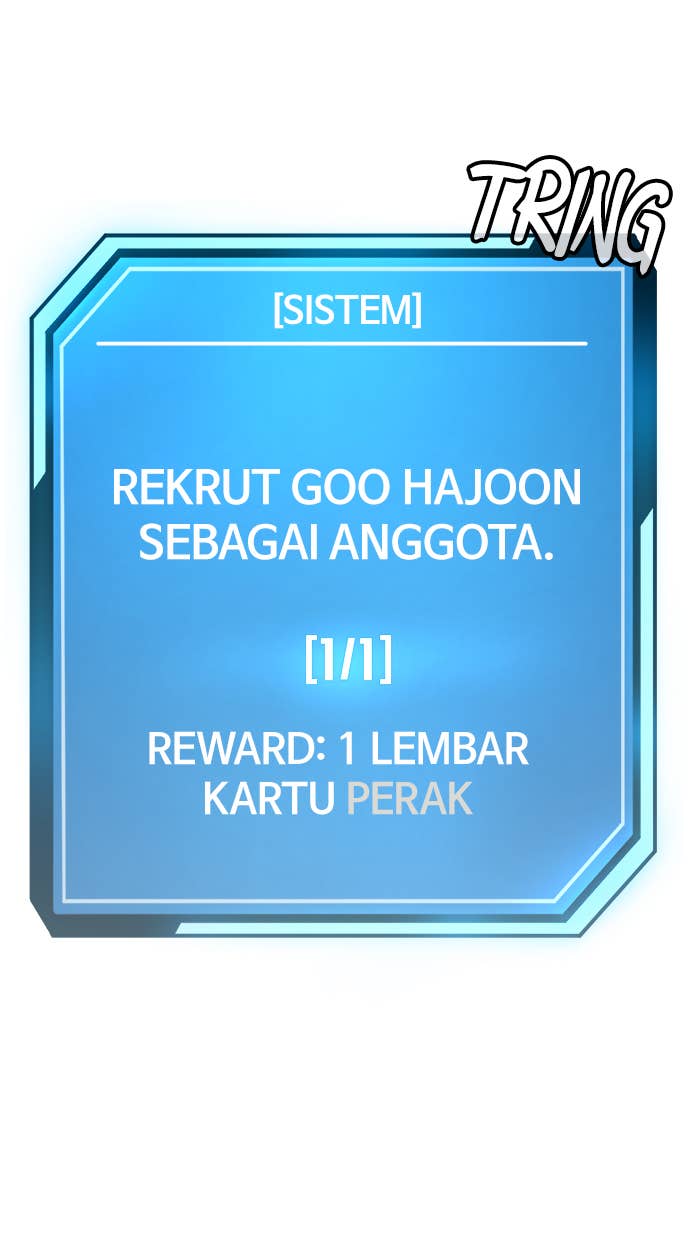 TRING
[SISTEM]
REKRUT GOO HAJOON
SEBAGAI ANGGOTA.
[1/1]
REWARD: 1 LEMBAR
KARTU PERAK